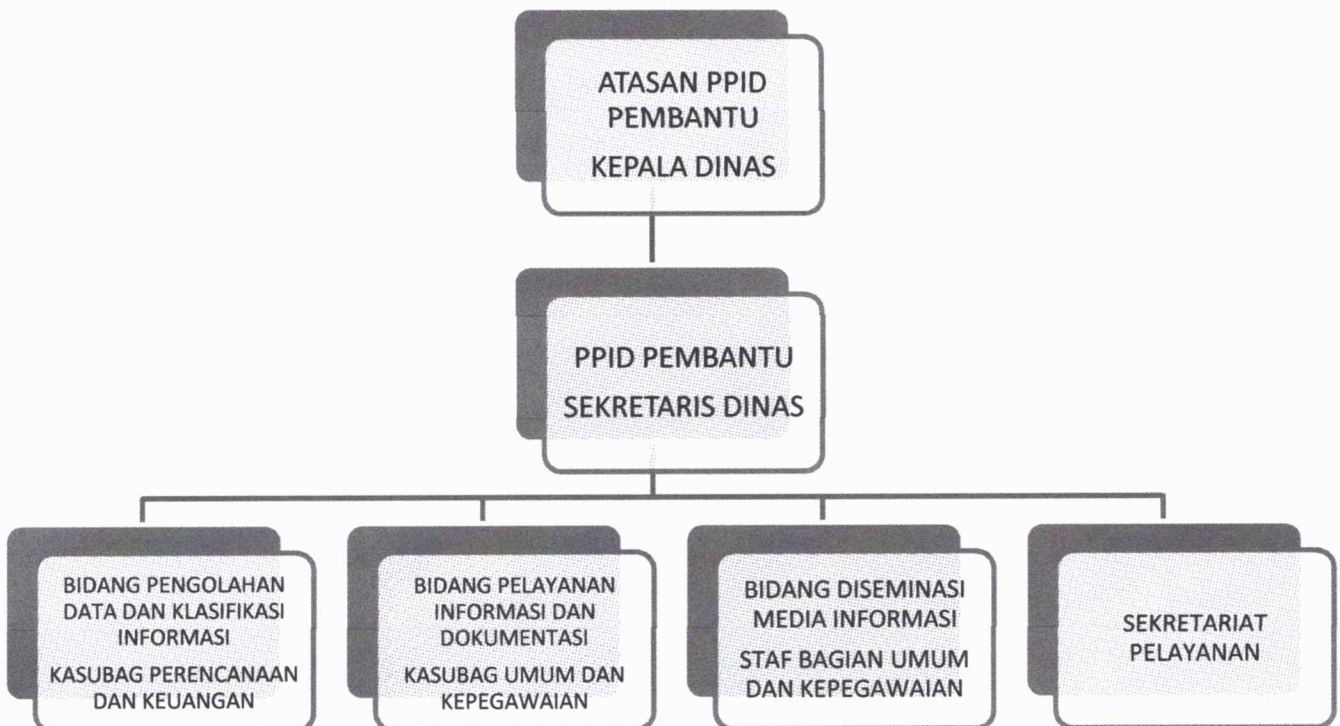 ATASAN PPID
PEMBANTU
KEPALA DINAS
PPID PEMBANTU
SEKRETARIS DINAS
BIDANG PENGOLAHAN
DATA DAN KLASIFIKASI
INFORMASI
KASUBAG PERENCANAAN
DAN KEUANGAN
BIDANG PELAYANAN
INFORMASI DAN
DOKUMENTASI
KASUBAG UMUM DAN
KEPEGAWAIAN
BIDANG DISEMINASI
MEDIA INFORMASI
STAF BAGIAN UMUM
DAN KEPEGAWAIAN
SEKRETARIAT
PELAYANAN